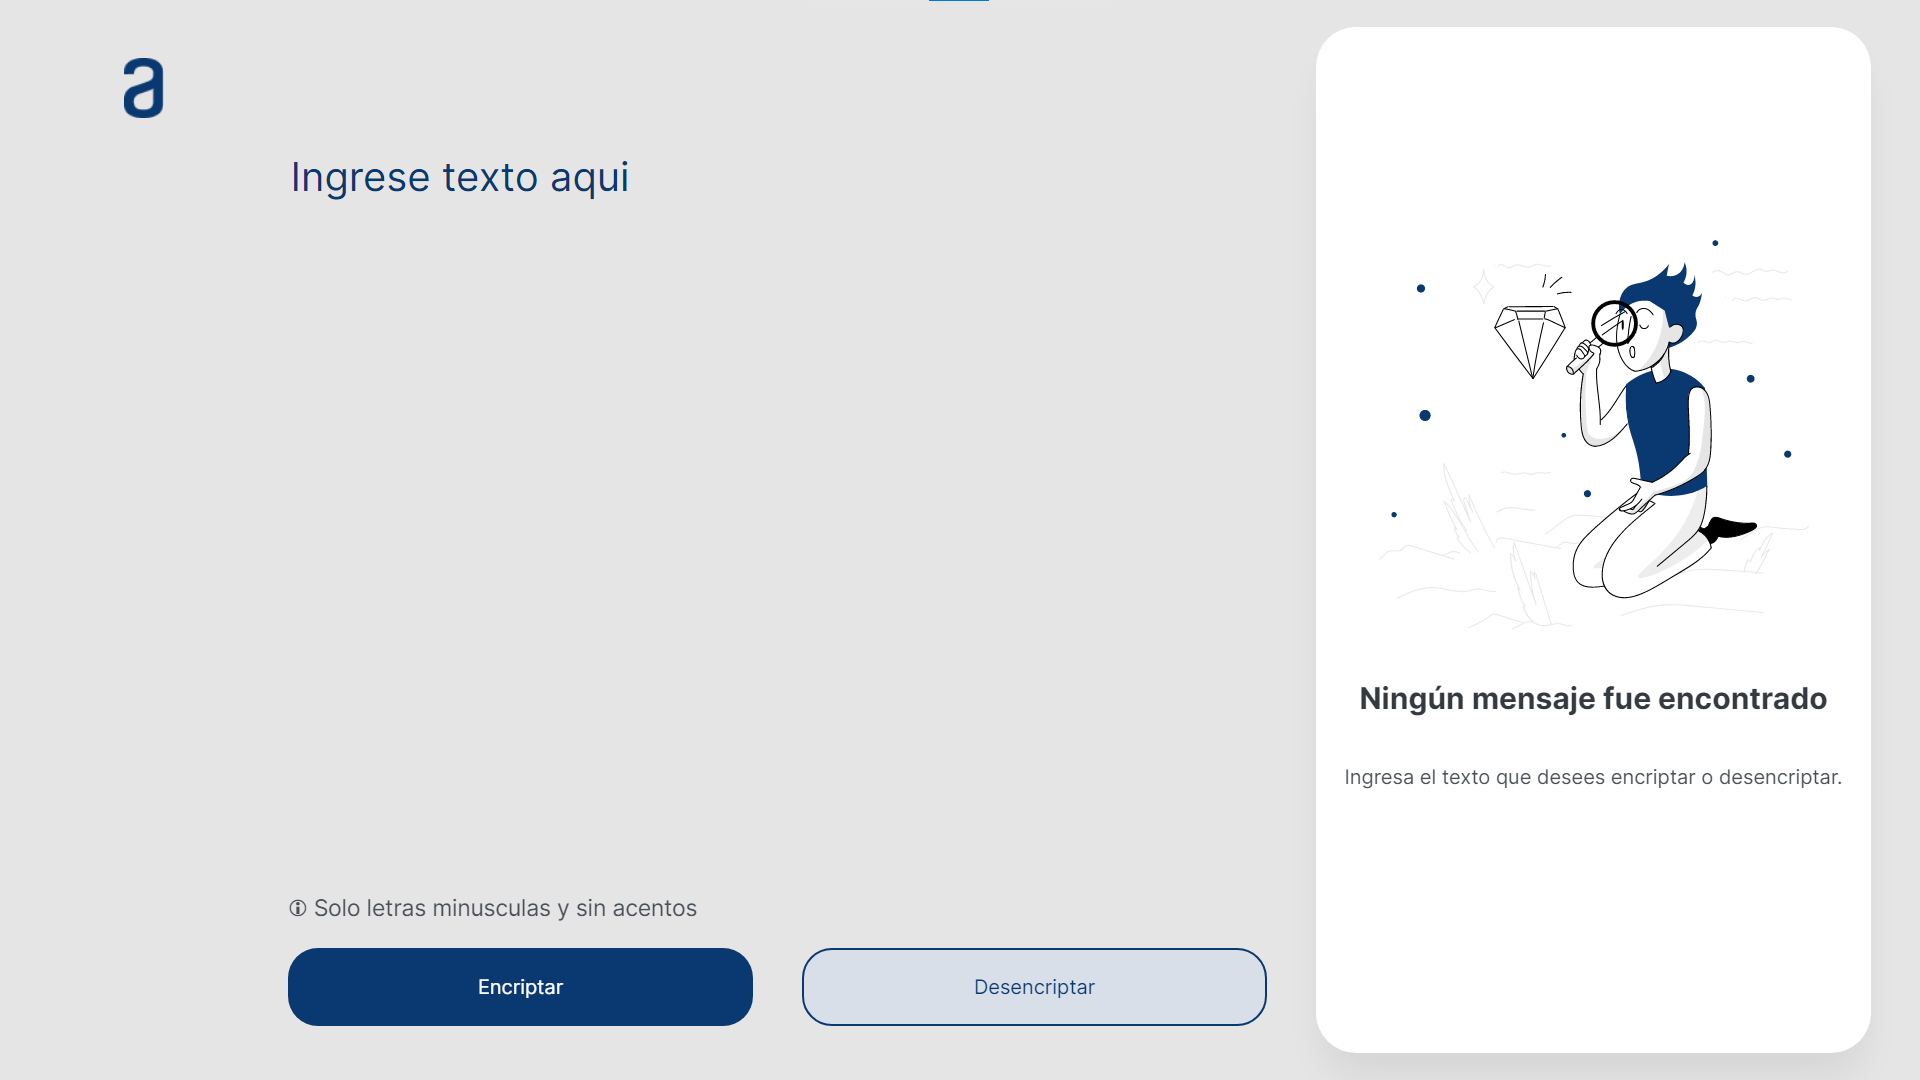 a
Ingrese texto aqui
Solo letras minusculas y sin acentos
Encriptar
Desencriptar
Ningún mensaje fue encontrado
Ingresa el texto que desees encriptar o desencriptar.